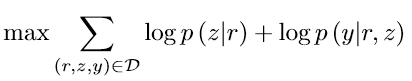 max ∑ log p (z|r) + log p (y|r, z)
(r,z,y)∈𝒟